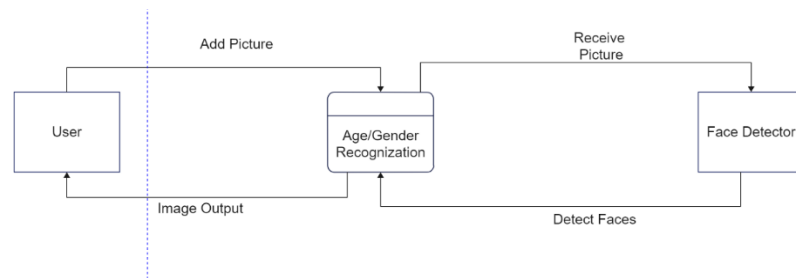 Add Picture
Receive
Picture
User
Age/Gender
Recognization
Face Detector
Image Output
Detect Faces